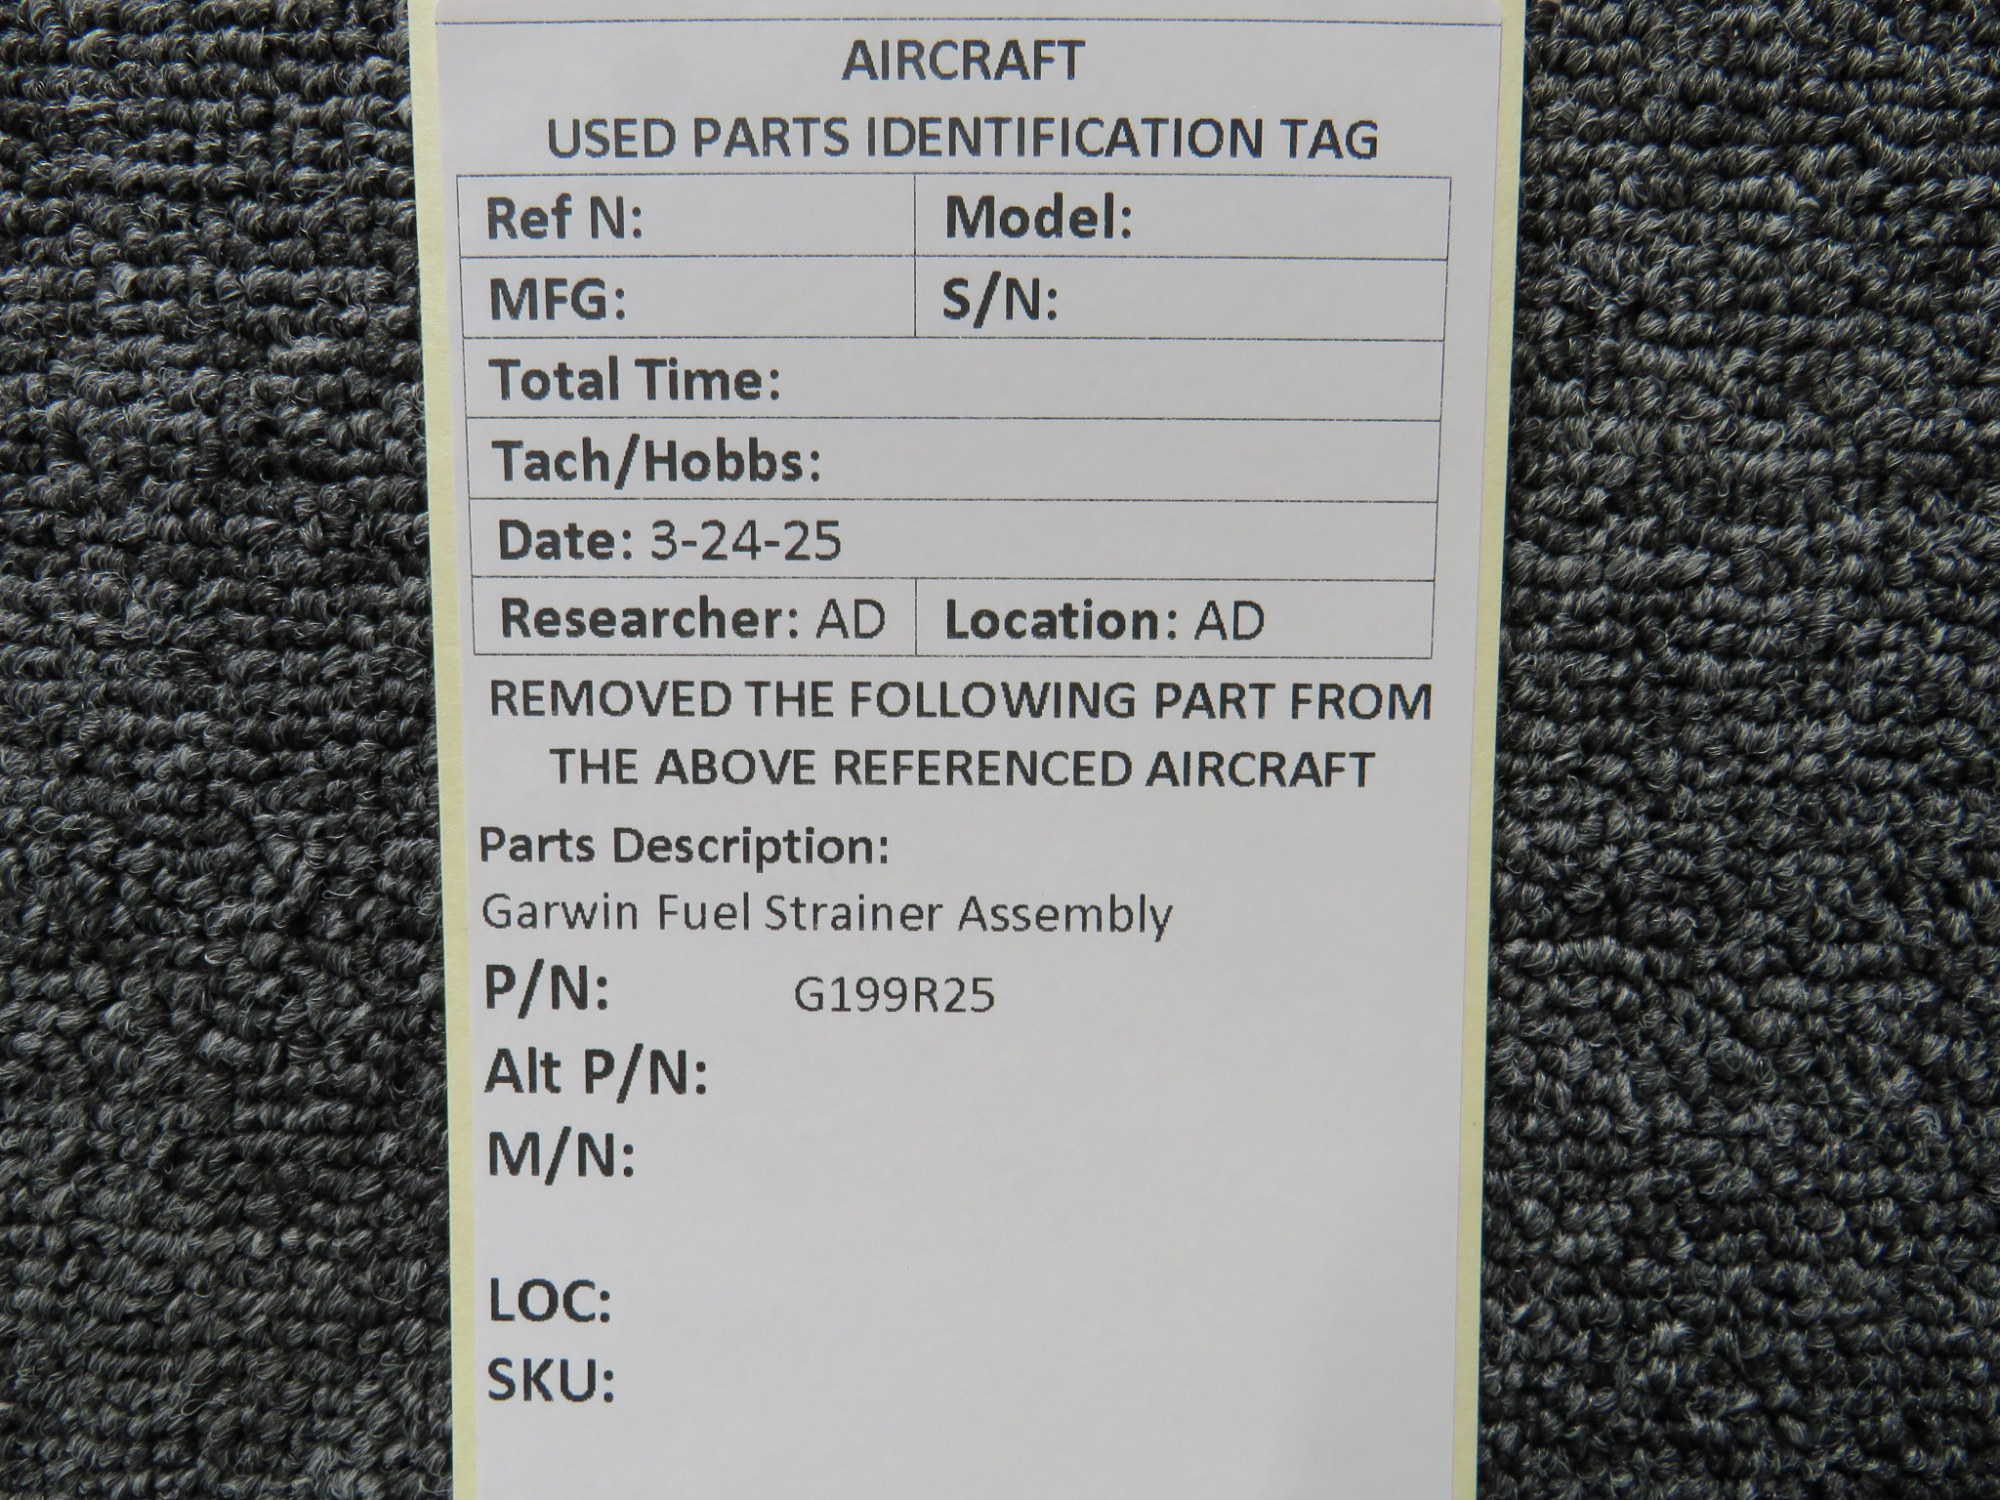 AIRCRAFT
USED PARTS IDENTIFICATION TAG
Ref N: Model:
MFG: S/N:
Total Time:
Tach/Hobbs:
Date: 3-24-25
Researcher: AD Location: AD
REMOVED THE FOLLOWING PART FROM
THE ABOVE REFERENCED AIRCRAFT
Parts Description:
Garwin Fuel Strainer Assembly
P/N: G199R25
Alt P/N:
M/N:
LOC:
SKU: